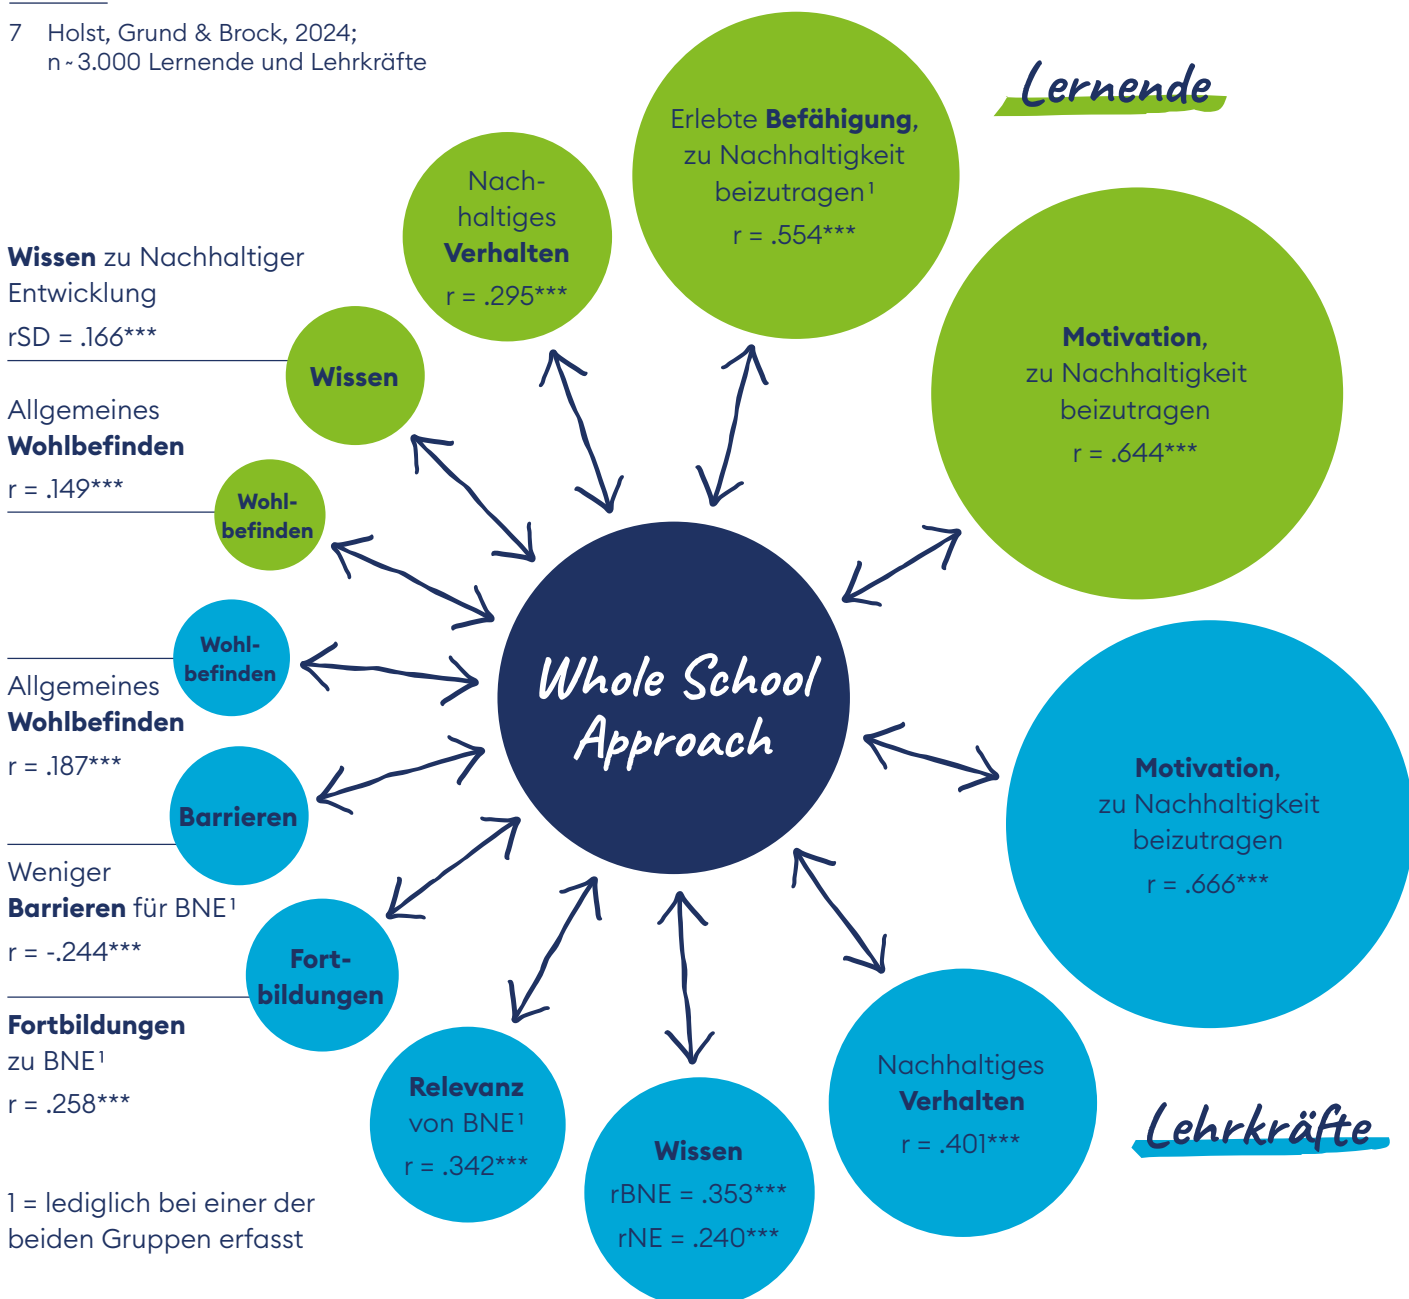 7 Holst, Grund & Brock, 2024;
n ~ 3.000 Lernende und Lehrkräfte
Lernende
Erlebte Befähigung,
zu Nachhaltigkeit
beizutragen¹
r = .554***
Nach-
haltiges
Verhalten
r = .295***
Motivation,
zu Nachhaltigkeit
beizutragen
r = .644***
Wissen zu Nachhaltiger
Entwicklung
rSD = .166***
Wissen
Allgemeines
Wohlbefinden
r = .149***
Wohl-
befinden
Whole School
Approach
Wohl-
befinden
Allgemeines
Wohlbefinden
r = .187***
Barrieren
Weniger
Barrieren für BNE¹
r = -.244***
Fort-
bildungen
Fortbildungen
zu BNE¹
r = .258***
Relevanz
von BNE¹
r = .342***
Wissen
rBNE = .353***
rNE = .240***
Nachhaltiges
Verhalten
r = .401***
Motivation,
zu Nachhaltigkeit
beizutragen
r = .666***
Lehrkräfte
1 = lediglich bei einer der
beiden Gruppen erfasst